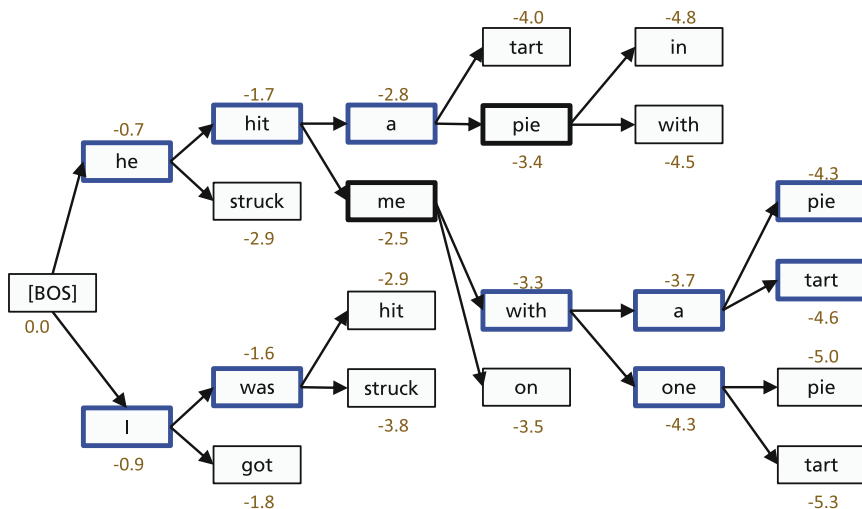 -4.0
-4.8
tart
in
-1.7
-2.8
hit
a
pie
with
-0.7
he
-3.4
-4.5
struck
me
-4.3
pie
-2.9
-2.5
[BOS]
0.0
-2.9
hit
-3.3
with
-3.7
a
tart
-4.6
-1.6
was
struck
on
one
-5.0
pie
I
-3.8
-3.5
-4.3
-0.9
got
tart
-1.8
-5.3